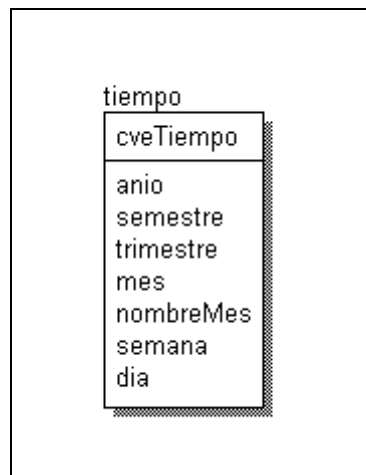 tiempo
cveTiempo
anio
semestre
trimestre
mes
nombreMes
semana
dia